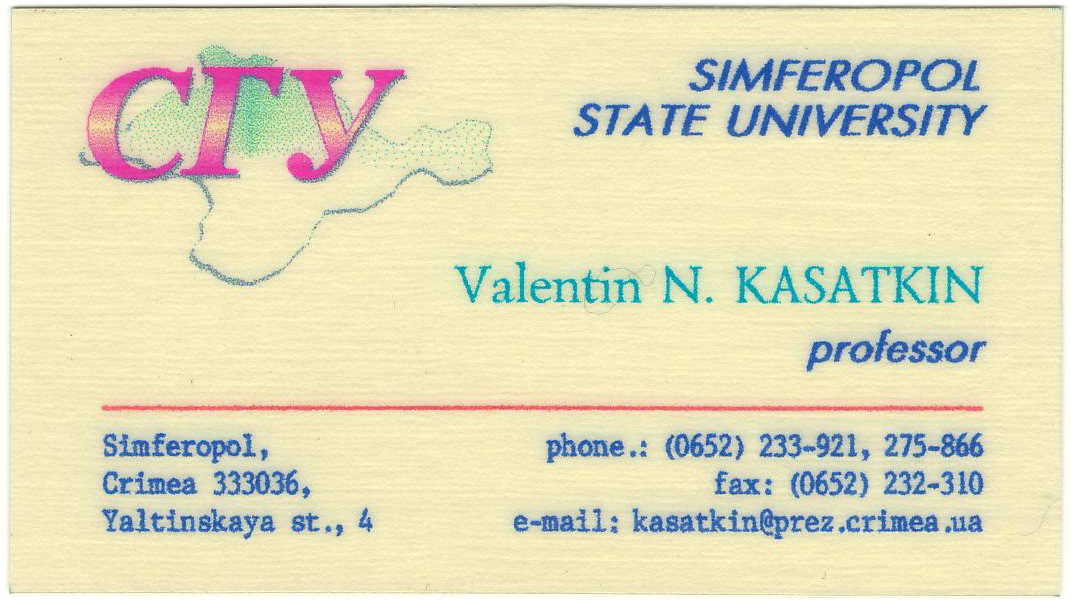 СГУ
SIMFEROPOL
STATE UNIVERSITY
Valentin N. KASATKIN
professor
Simferopol,
Crimea 333036,
Yaltinskaya st., 4
phone.: (0652) 233-921, 275-866
fax: (0652) 232-310
e-mail: kasatkin@prez.crimea.ua